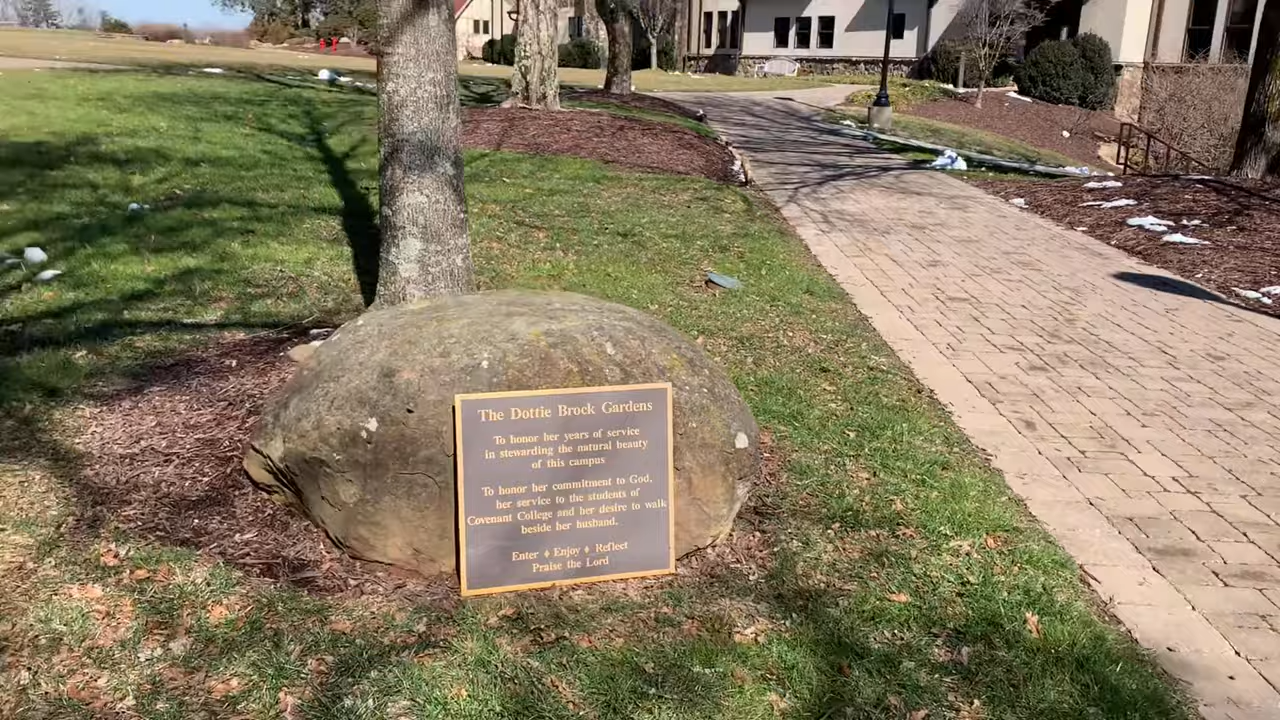 The Dottie Brock Gardens
To honor her years of service
in stewarding the natural beauty
of this campus
To honor her commitment to God,
her service to the students of
Covenant College and her desire to walk
beside her husband.
Enter ♦ Enjoy ♦ Reflect
Praise the Lord